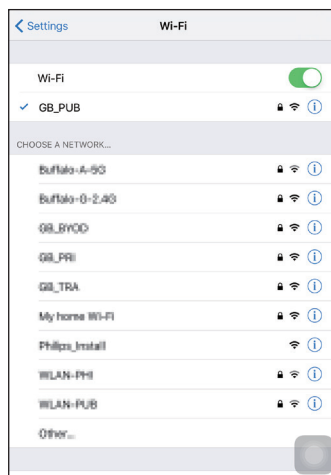 Settings
Wi-Fi
Wi-Fi
GB_PUB
CHOOSE A NETWORK...
Buffalo-A-5G
Buffalo-G-2.4G
GB_BYOD
GB_PRI
GB_TRA
My home Wi-Fi
Philips_Install
WLAN-PHI
WLAN-PUB
Other...